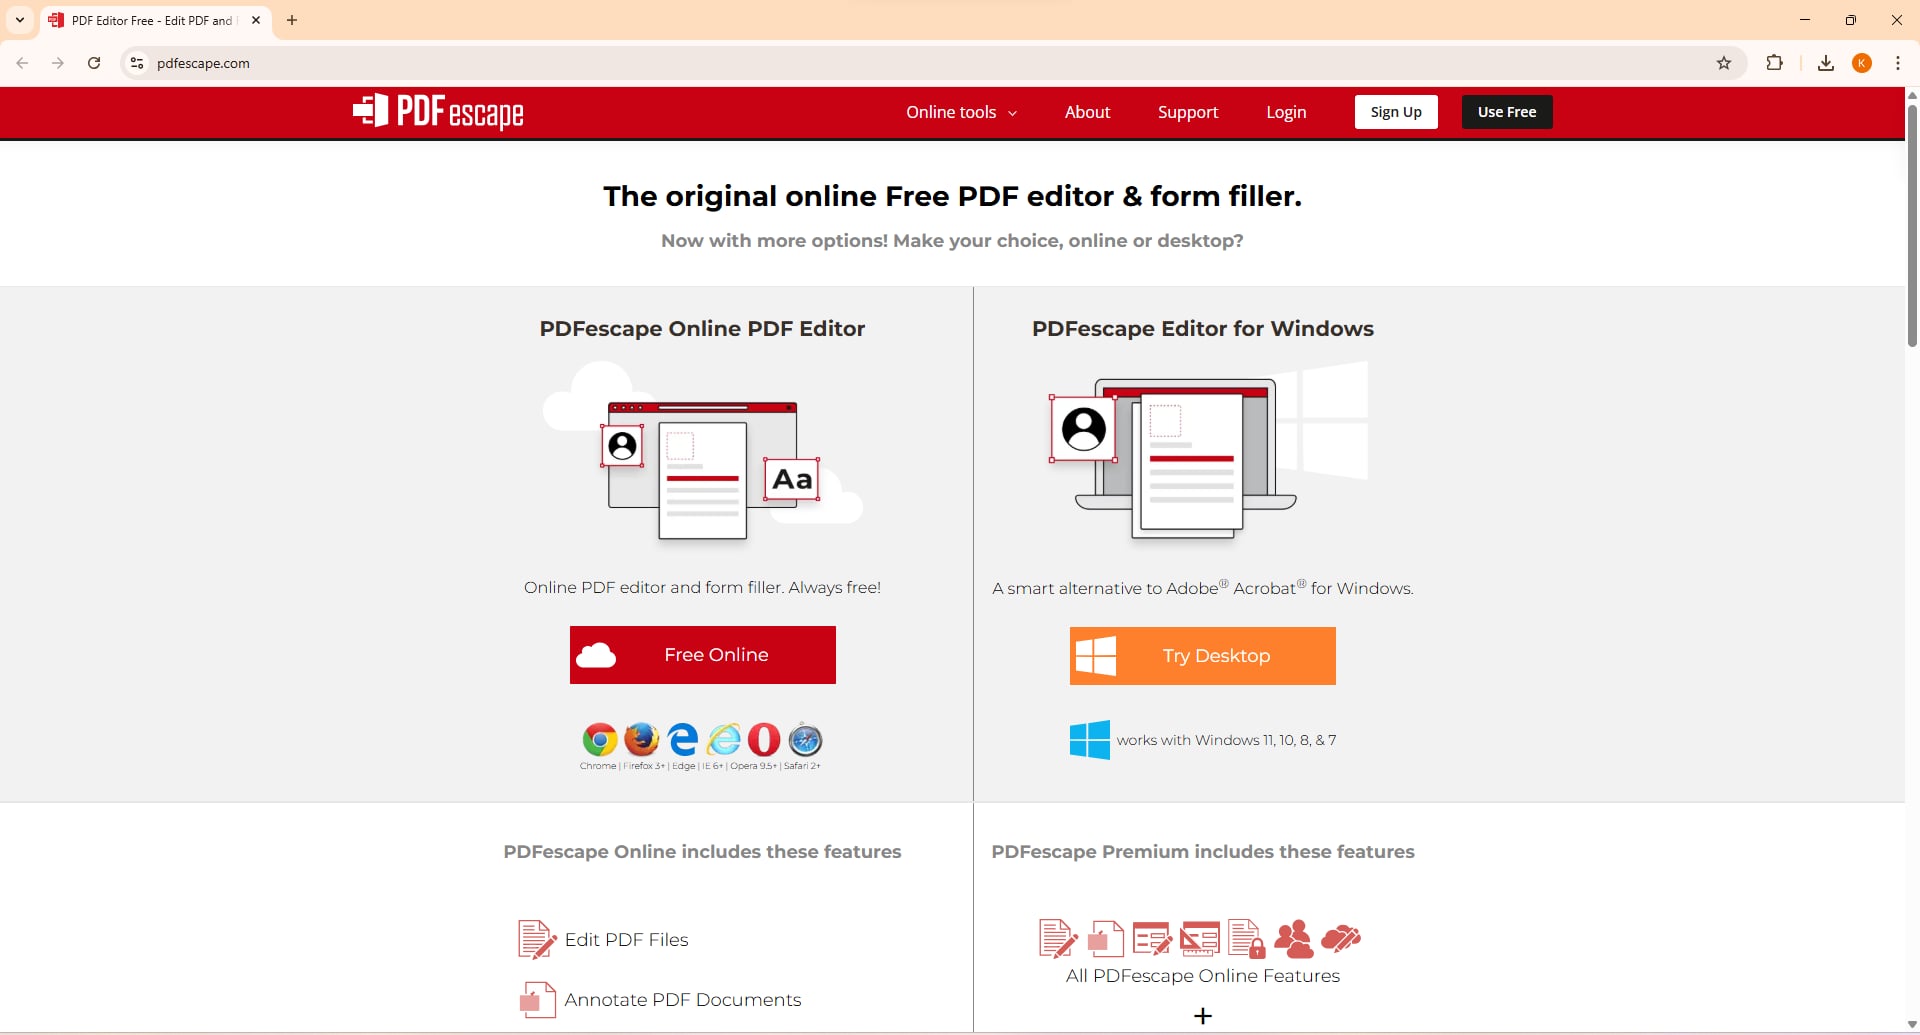 PDF Editor Free - Edit PDF and
pdfescape.com
K
PDF escape
Online tools
About
Support
Login
Sign Up
Use Free
The original online Free PDF editor & form filler.
Now with more options! Make your choice, online or desktop?
PDFescape Online PDF Editor
Aa
Online PDF editor and form filler. Always free!
Free Online
Chrome | Firefox 3+ | Edge | IE 6+ | Opera 9.5+ | Safari 2+
PDFescape Editor for Windows
A smart alternative to Adobe® Acrobat® for Windows.
Try Desktop
works with Windows 11, 10, 8, & 7
PDFescape Online includes these features
Edit PDF Files
Annotate PDF Documents
PDFescape Premium includes these features
All PDFescape Online Features
+